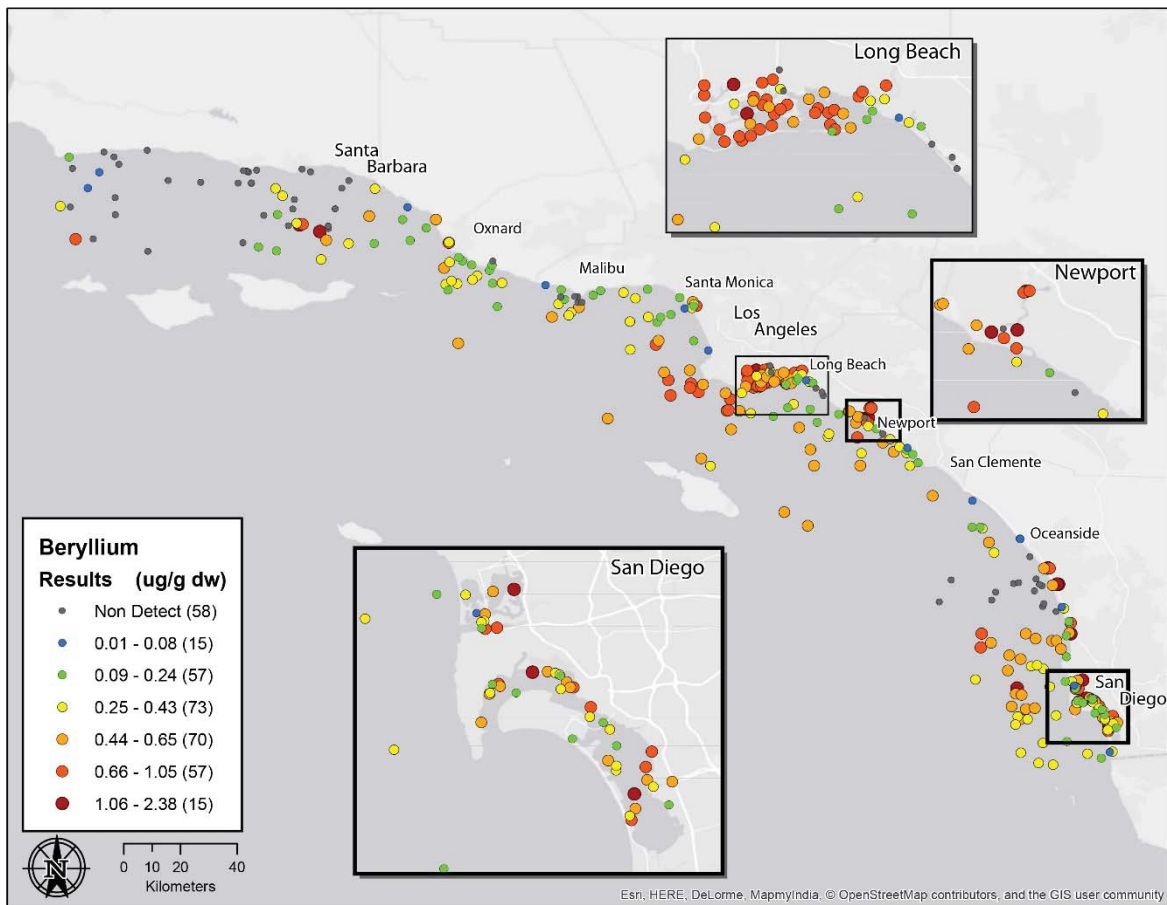 Long Beach
Santa
Barbara
Oxnard
Malibu
Santa Monica
Los
Angeles
Long Beach
Newport
Newport
San Clemente
Oceanside
San Diego
San
Diego
Beryllium
Results (ug/g dw)
Non Detect (58)
0.01 - 0.08 (15)
0.09 - 0.24 (57)
0.25 - 0.43 (73)
0.44 - 0.65 (70)
0.66 - 1.05 (57)
1.06 - 2.38 (15)
N
0 10 20 40
Kilometers
Esri, HERE, DeLorme, MapmyIndia, © OpenStreetMap contributors, and the GIS user community